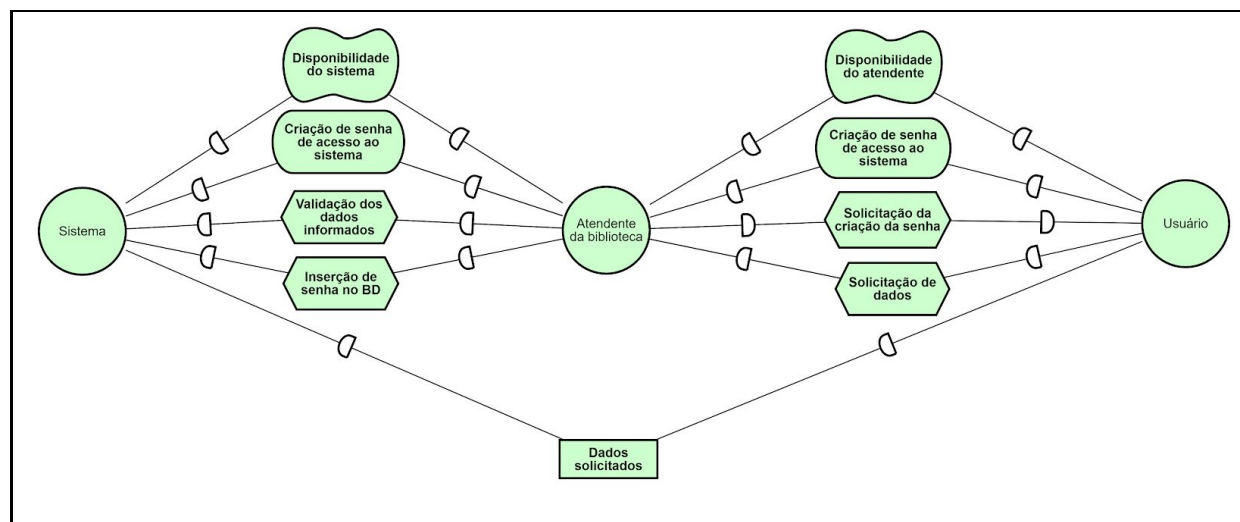 Disponibilidade
do sistema
Disponibilidade
do atendente
Criação de senha
de acesso ao
sistema
Criação de senha
de acesso ao
sistema
Validação dos
dados
informados
Solicitação da
criação da senha
Sistema
Atendente
da biblioteca
Usuário
Inserção de
senha no BD
Solicitação de
dados
Dados
solicitados